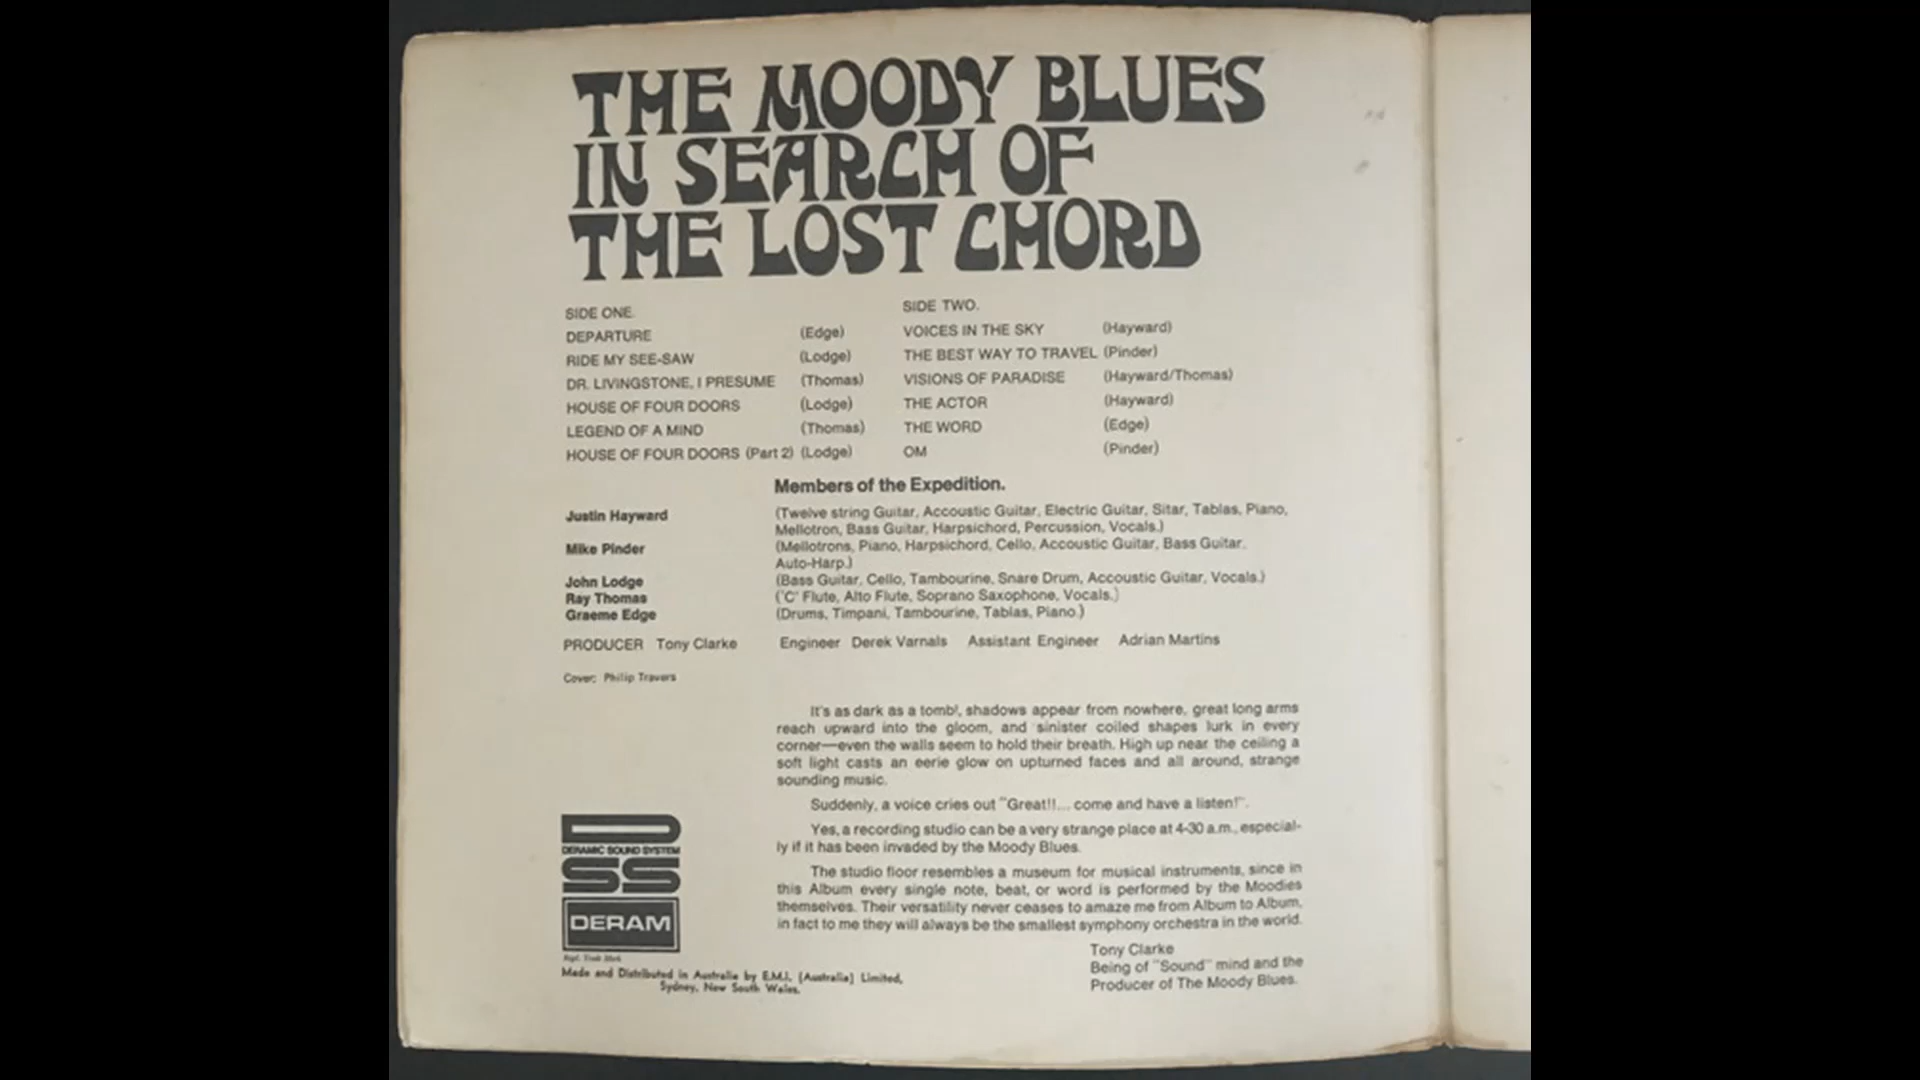 THE MOODY BLUES
IN SEARCH OF
THE LOST CHORD
SIDE ONE.
DEPARTURE (Edge)
RIDE MY SEE-SAW (Lodge)
DR. LIVINGSTONE, I PRESUME (Thomas)
HOUSE OF FOUR DOORS (Lodge)
LEGEND OF A MIND (Thomas)
HOUSE OF FOUR DOORS (Part 2) (Lodge)
SIDE TWO.
VOICES IN THE SKY (Hayward)
THE BEST WAY TO TRAVEL (Pinder)
VISIONS OF PARADISE (Hayward/Thomas)
THE ACTOR (Hayward)
THE WORD (Edge)
OM (Pinder)
Members of the Expedition.
Justin Hayward (Twelve string Guitar, Accoustic Guitar, Electric Guitar, Sitar, Tablas, Piano,
Mellotron, Bass Guitar, Harpsichord, Percussion, Vocals.)
Mike Pinder (Mellotrons, Piano, Harpsichord, Cello, Accoustic Guitar, Bass Guitar,
Auto-Harp.)
John Lodge (Bass Guitar, Cello, Tambourine, Snare Drum, Accoustic Guitar, Vocals.)
Ray Thomas ('C' Flute, Alto Flute, Soprano Saxophone, Vocals.)
Graeme Edge (Drums, Timpani, Tambourine, Tablas, Piano.)
PRODUCER Tony Clarke Engineer Derek Varnals Assistant Engineer Adrian Martins
Cover: Philip Travers
It's as dark as a tomb!, shadows appear from nowhere, great long arms
reach upward into the gloom, and sinister coiled shapes lurk in every
corner—even the walls seem to hold their breath. High up near the ceiling a
soft light casts an eerie glow on upturned faces and all around, strange
sounding music.
Suddenly, a voice cries out "Great!!... come and have a listen!".
Yes, a recording studio can be a very strange place at 4-30 a.m., especial-
ly if it has been invaded by the Moody Blues.
The studio floor resembles a museum for musical instruments, since in
this Album every single note, beat, or word is performed by the Moodies
themselves. Their versatility never ceases to amaze me from Album to Album,
in fact to me they will always be the smallest symphony orchestra in the world.
Tony Clarke
Being of "Sound" mind and the
Producer of The Moody Blues.
D
DERAMIC SOUND SYSTEM
SS
DERAM
Regd. Trade Mark
Made and Distributed in Australia by E.M.I. (Australia) Limited,
Sydney, New South Wales.